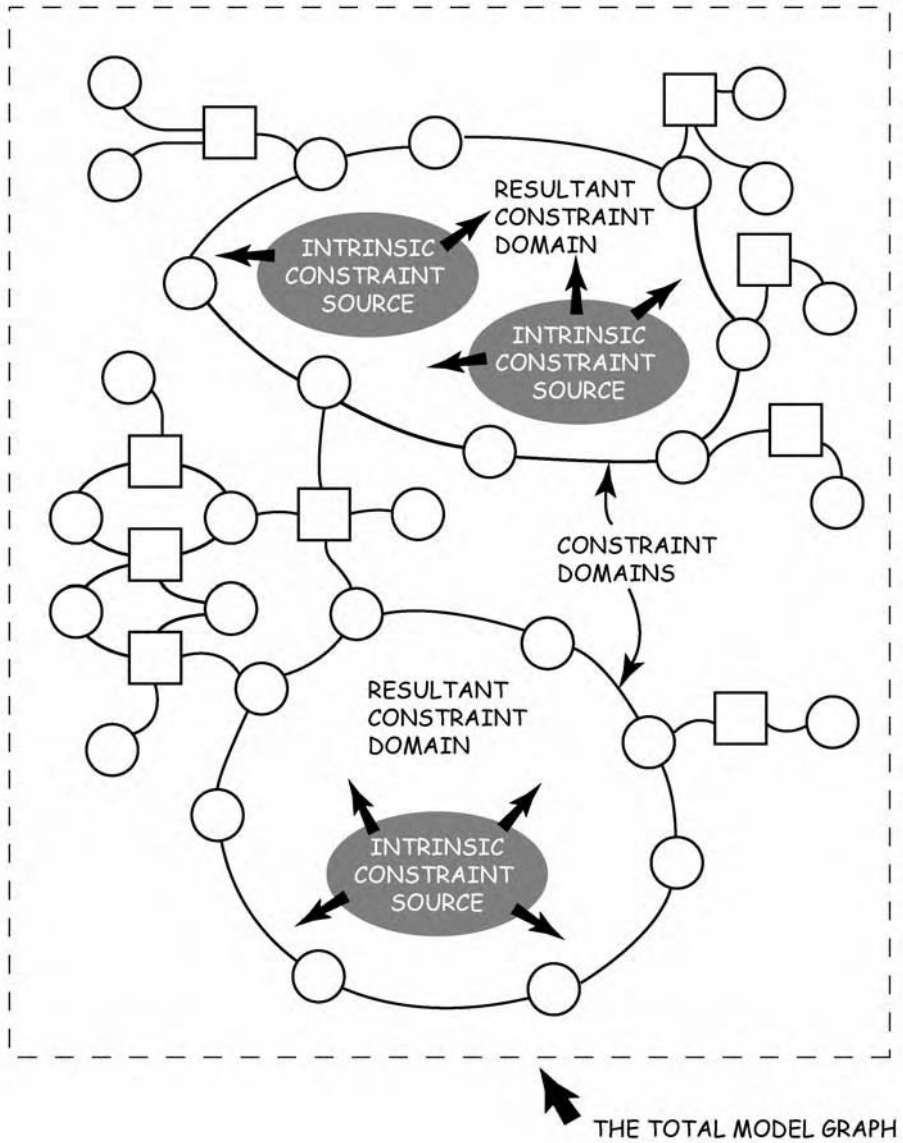 RESULTANT
CONSTRAINT
DOMAIN
INTRINSIC
CONSTRAINT
SOURCE
INTRINSIC
CONSTRAINT
SOURCE
CONSTRAINT
DOMAINS
RESULTANT
CONSTRAINT
DOMAIN
INTRINSIC
CONSTRAINT
SOURCE
THE TOTAL MODEL GRAPH